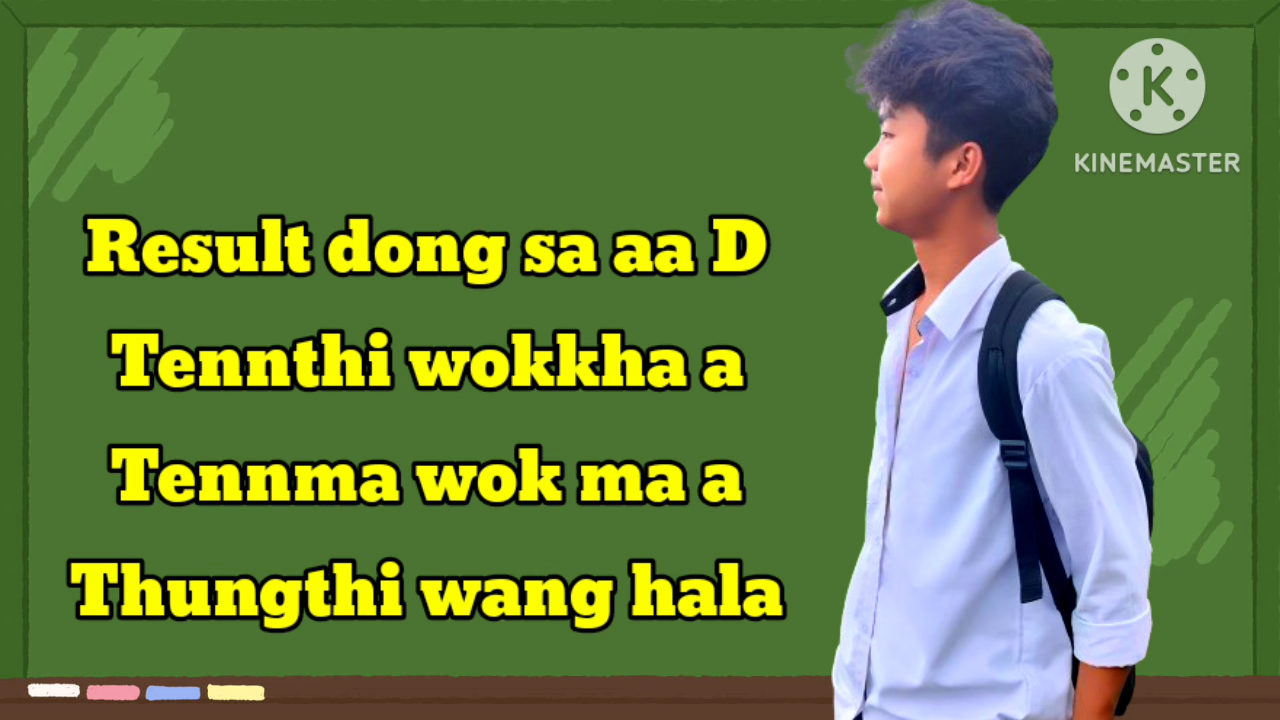 Result dong sa aa D
Tennthi wokkha a
Tennma wok ma a
Thungthi wang hala
K
KINEMASTER